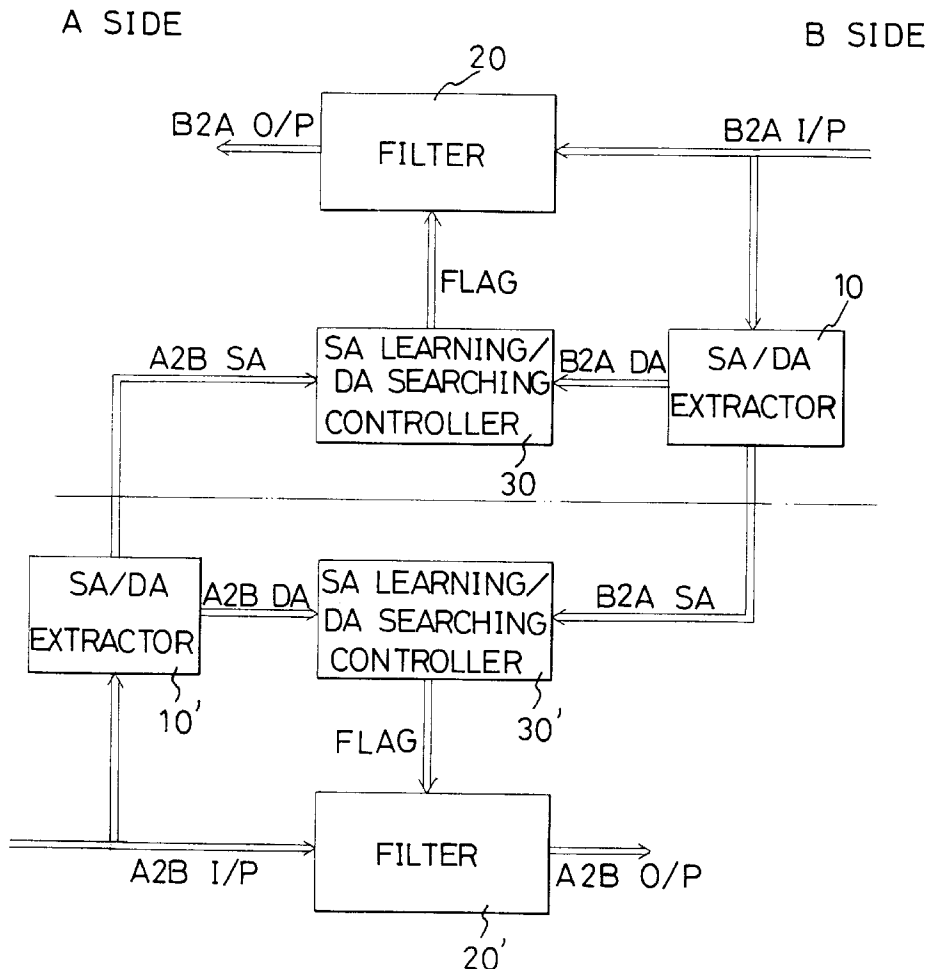 A SIDE
B SIDE
20
B2A O/P
FILTER
B2A I/P
FLAG
10
A2B SA
SA LEARNING/
DA SEARCHING
CONTROLLER
B2A DA
SA/DA
EXTRACTOR
30
SA/DA
EXTRACTOR
A2B DA
SA LEARNING/
DA SEARCHING
CONTROLLER
B2A SA
10'
30'
FLAG
A2B I/P
FILTER
A2B O/P
20'